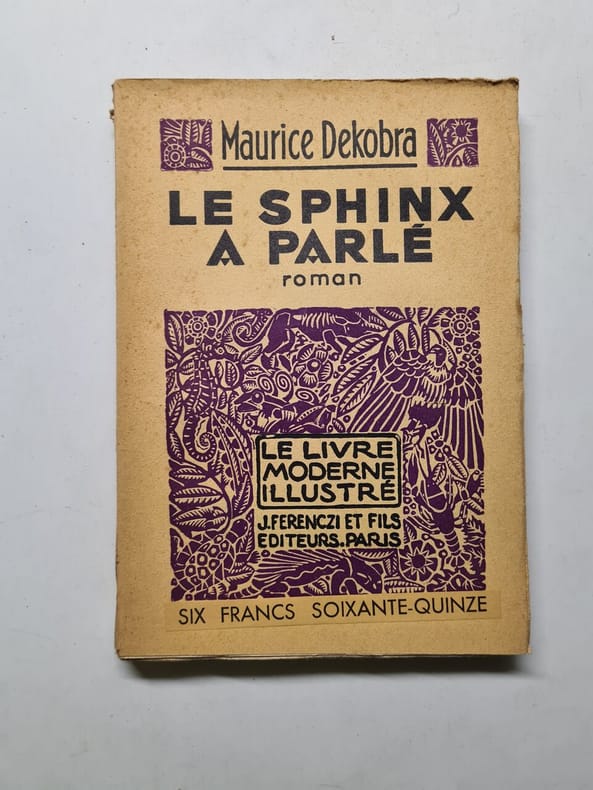 Maurice Dekobra
LE SPHINX
A PARLÉ
roman
LE LIVRE
MODERNE
ILLUSTRÉ
J. FERENCZI ET FILS
EDITEURS. PARIS
SIX FRANCS SOIXANTE-QUINZE